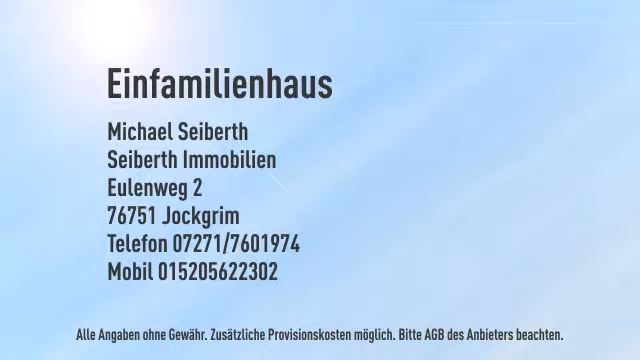 Einfamilienhaus
Michael Seiberth
Seiberth Immobilien
Eulenweg 2
76751 Jockgrim
Telefon 07271/7601974
Mobil 015205622302
Alle Angaben ohne Gewähr. Zusätzliche Provisionskosten möglich. Bitte AGB des Anbieters beachten.